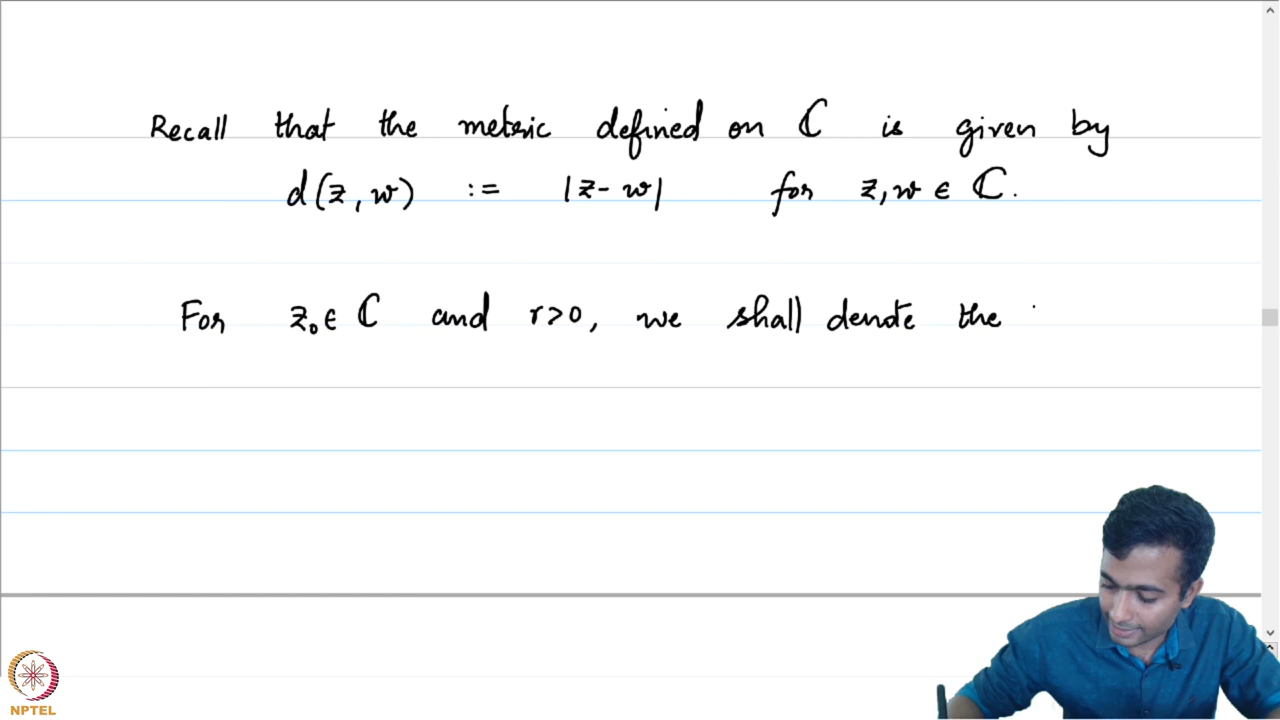 Recall that the metric defined on ℂ is given by
d(z, w) := |z - w| for z, w ∈ ℂ.
For z₀ ∈ ℂ and r>0, we shall denote the
NPTEL